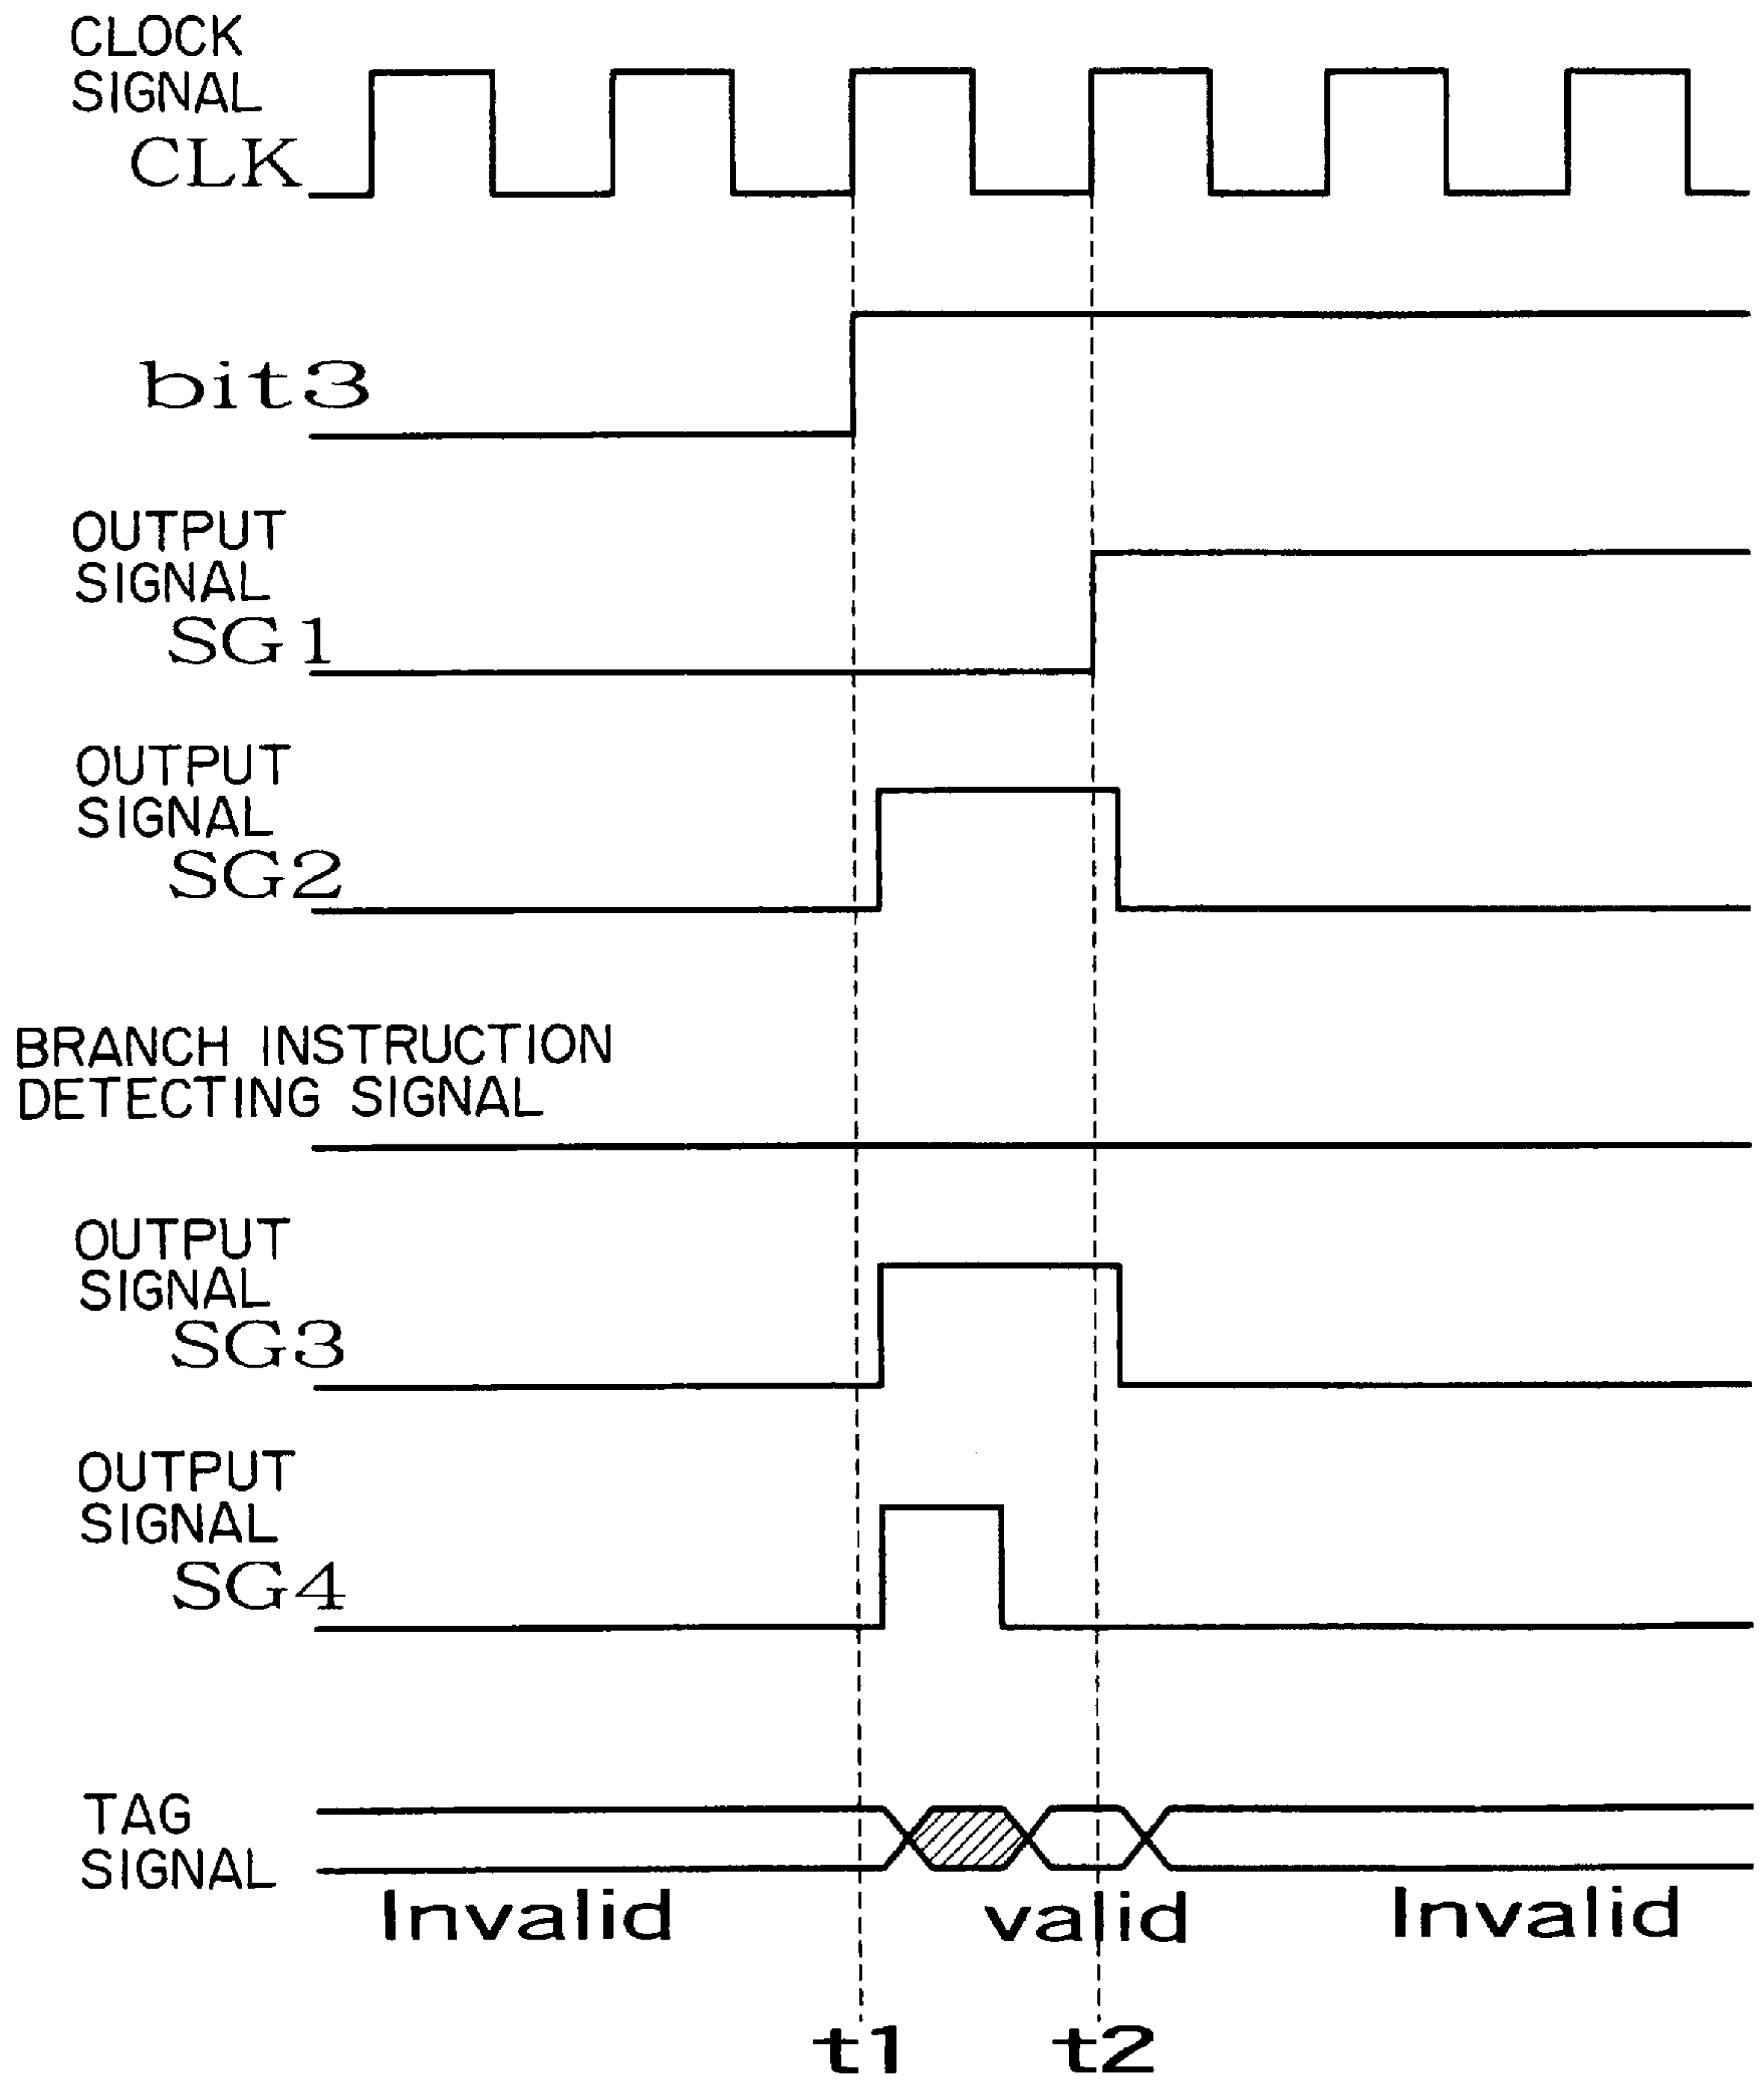 CLOCK
SIGNAL
CLK
bit3
OUTPUT
SIGNAL
SG1
OUTPUT
SIGNAL
SG2
BRANCH INSTRUCTION
DETECTING SIGNAL
OUTPUT
SIGNAL
SG3
OUTPUT
SIGNAL
SG4
TAG
SIGNAL
Invalid valid Invalid
t1 t2